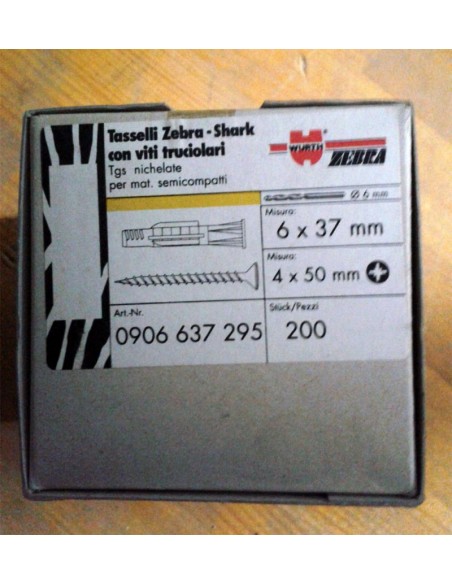 Tasselli Zebra - Shark
con viti truciolari
Tgs nichelate
per mat. semicompatti
WÜRTH
ZEBRA
Ø 6 mm
Misura:
6 x 37 mm
Misura:
4 x 50 mm
Art.-Nr.
0906 637 295
Stück/Pezzi
200